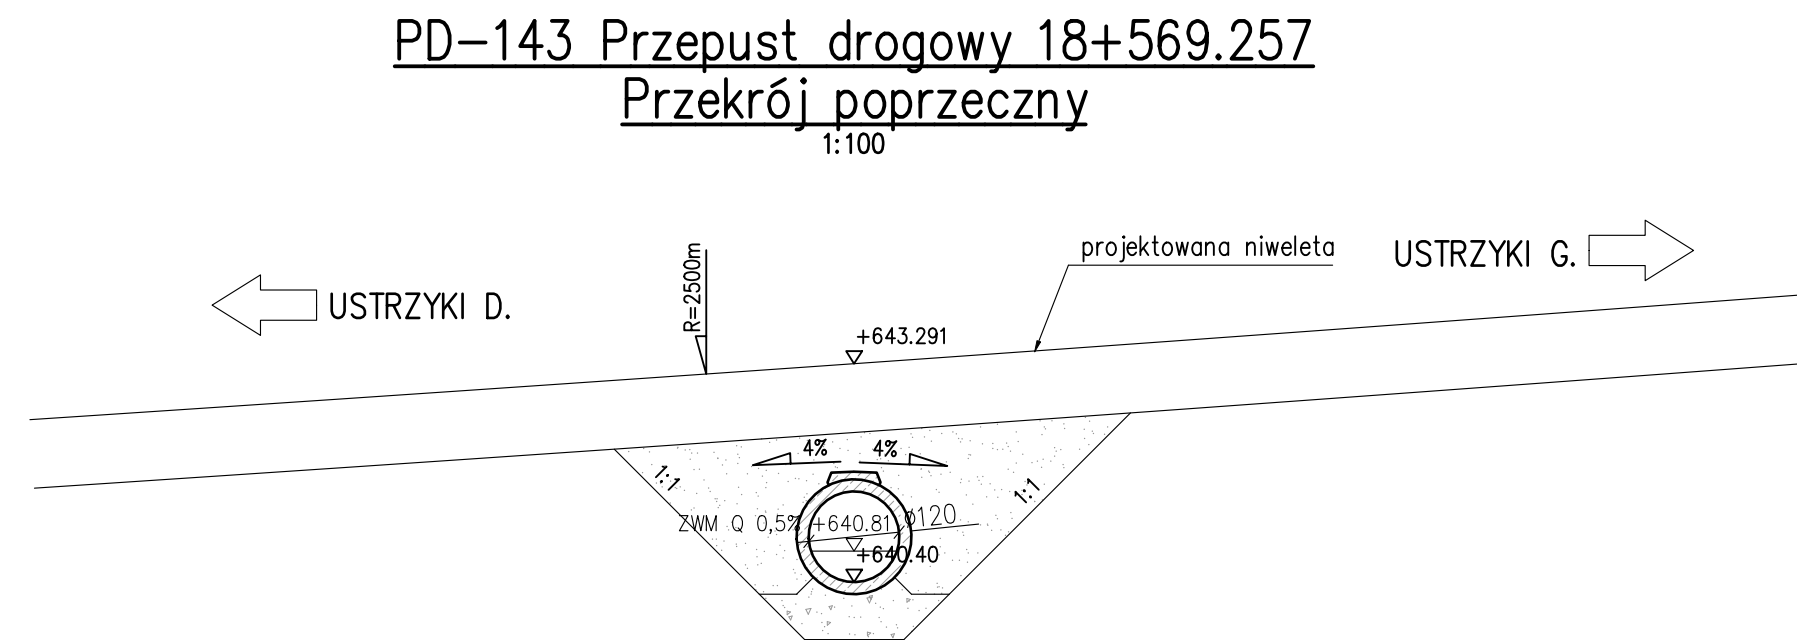 PD-143 Przepust drogowy 18+569.257
Przekrój poprzeczny
1:100
projektowana niweleta
USTRZYKI G.
USTRZYKI D.
R=2500m
+643.291
4% 4%
1:1 1:1
ZWM Q 0,5% +640.81 ø120
+640.40